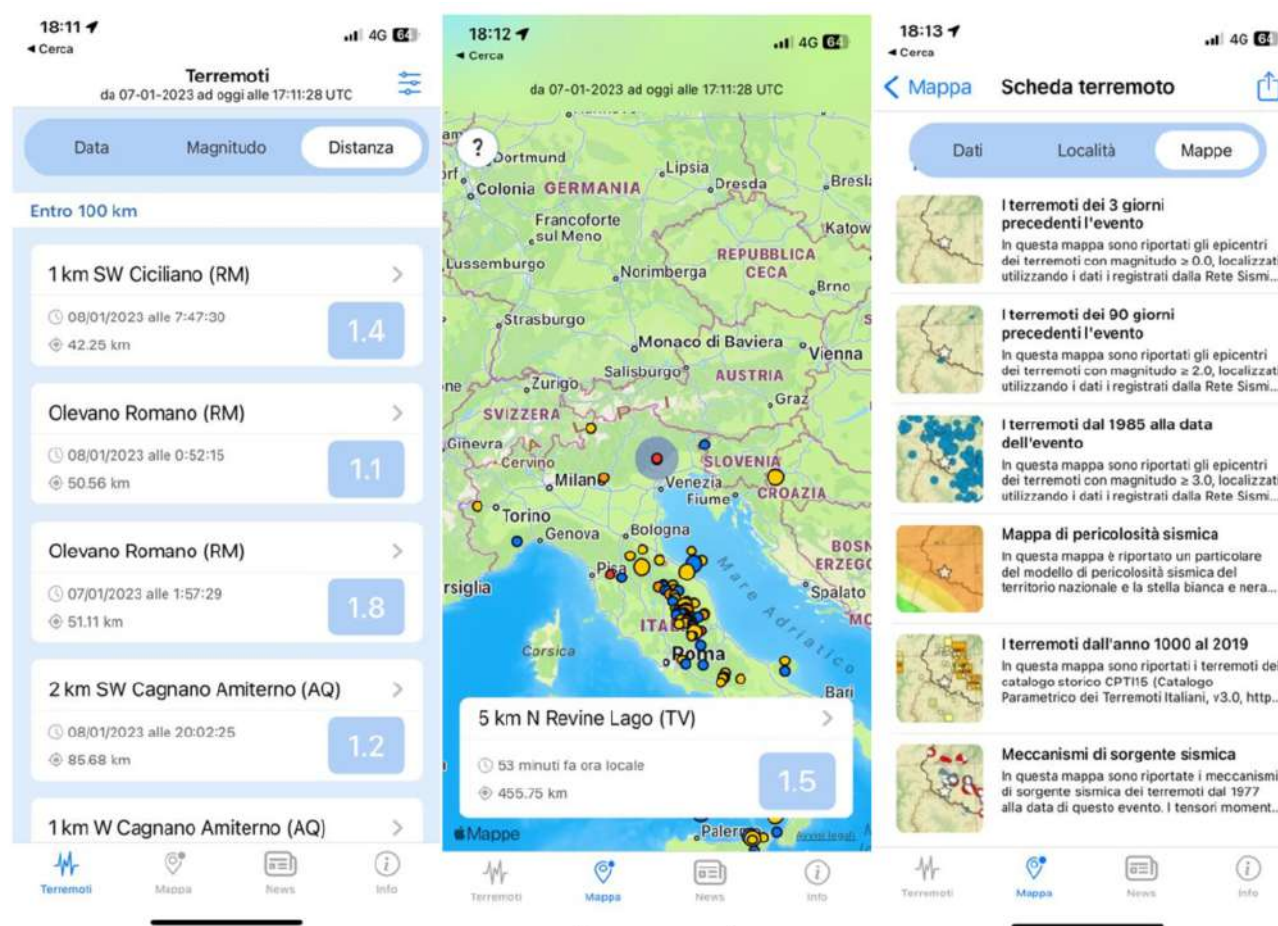 18:11
4G 64
◀ Cerca
Terremoti
da 07-01-2023 ad oggi alle 17:11:28 UTC
Data
Magnitudo
Distanza
Entro 100 km
1 km SW Ciciliano (RM)
08/01/2023 alle 7:47:30
42.25 km
1.4
Olevano Romano (RM)
08/01/2023 alle 0:52:15
50.56 km
1.1
Olevano Romano (RM)
07/01/2023 alle 1:57:29
51.11 km
1.8
2 km SW Cagnano Amiterno (AQ)
08/01/2023 alle 20:02:25
85.68 km
1.2
1 km W Cagnano Amiterno (AQ)
Terremoti
Mappa
News
Info
18:12
4G 64
◀ Cerca
da 07-01-2023 ad oggi alle 17:11:28 UTC
?
Dortmund
Lipsia
Dresda
Bresla
Colonia
GERMANIA
Francoforte
sul Meno
Katow
REPUBBLICA
CECA
Lussemburgo
Norimberga
Brno
Strasburgo
Monaco di Baviera
Vienna
Salisburgo
AUSTRIA
Zurigo
Graz
SVIZZERA
ALPI
Ginevra
Cervino
SLOVENIA
Milano
Venezia
Fiume
CROAZIA
Torino
Genova
Bologna
BOSN
ERZEGO
Pisa
rsiglia
Spalato
Mare Adriatico
ITA
MO
Corsica
Roma
Bari
5 km N Revine Lago (TV)
53 minuti fa ora locale
455.75 km
1.5
Mappe
Palermo
Avvisi legali
Terremoti
Mappa
News
Info
18:13
4G 64
◀ Cerca
Mappa
Scheda terremoto
Dati
Località
Mappe
I terremoti dei 3 giorni
precedenti l'evento
In questa mappa sono riportati gli epicentri
dei terremoti con magnitudo ≥ 0.0, localizzati
utilizzando i dati i registrati dalla Rete Sismi...
I terremoti dei 90 giorni
precedenti l'evento
In questa mappa sono riportati gli epicentri
dei terremoti con magnitudo ≥ 2.0, localizzati
utilizzando i dati i registrati dalla Rete Sismi...
I terremoti dal 1985 alla data
dell'evento
In questa mappa sono riportati gli epicentri
dei terremoti con magnitudo ≥ 3.0, localizzati
utilizzando i dati i registrati dalla Rete Sismi...
Mappa di pericolosità sismica
In questa mappa è riportato un particolare
del modello di pericolosità sismica del
territorio nazionale e la stella bianca e nera...
I terremoti dall'anno 1000 al 2019
In questa mappa sono riportati i terremoti del
catalogo storico CPTI15 (Catalogo
Parametrico dei Terremoti Italiani, v3.0, http...
Meccanismi di sorgente sismica
In questa mappa sono riportate i meccanismi
di sorgente sismica dei terremoti dal 1977
alla data di questo evento. I tensori moment...
Terremoti
Mappa
News
Info